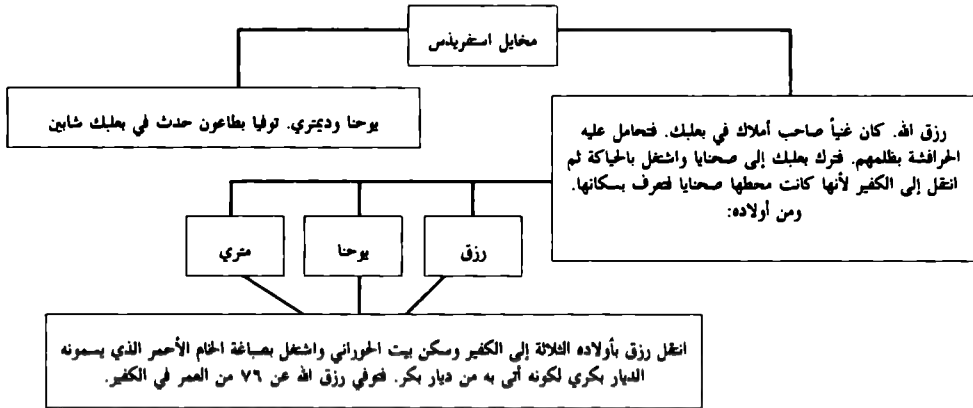 مخايل استفريذس
يوحنا وديمتري. توفيا بطاعون حدث في بعلبك شابين
رزق الله. كان غنياً صاحب أملاك في بعلبك. فتحامل عليه
الحرافشة بظلمهم. فترك بعلبك إلى صحنايا واشتغل بالحياكة ثم
انتقل إلى الكفير لأنها كانت محطها صحنايا فتعرف بسكانها.
ومن أولاده:
رزق
يوحنا
متري
انتقل رزق بأولاده الثلاثة إلى الكفير وسكن بيت الحوراني واشتغل بصباغة الخام الأحمر الذي يسمونه
الديار بكري لكونه أتى به من ديار بكر. فتوفي رزق الله عن ٧٦ من العمر في الكفير.